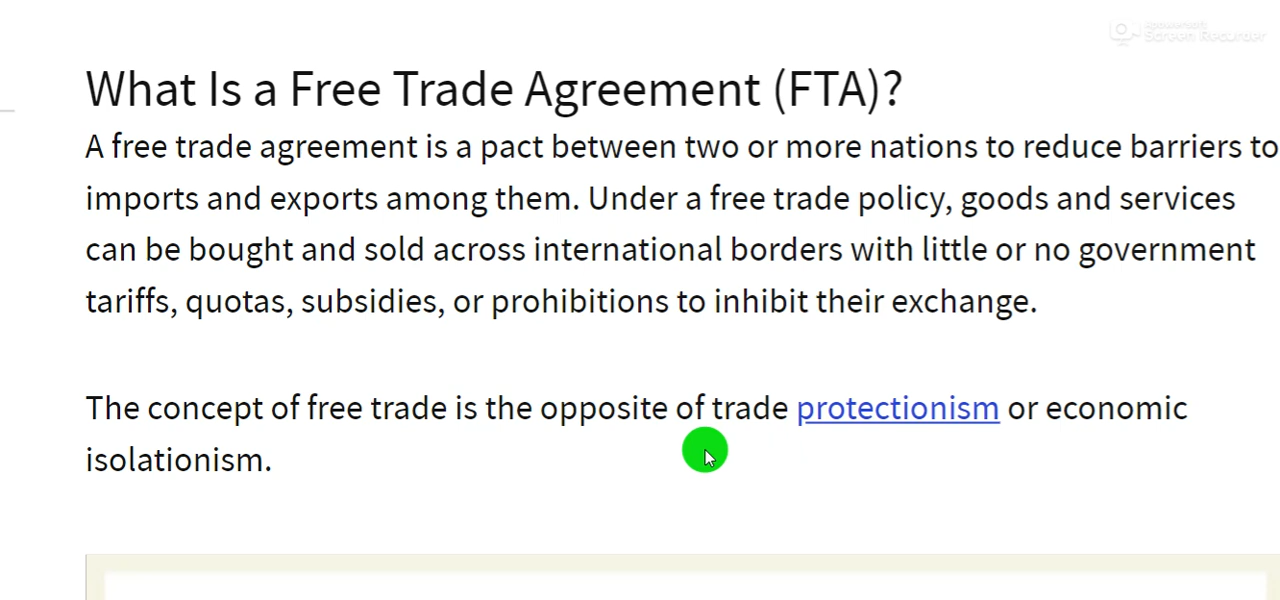 Apowersoft
Screen Recorder
What Is a Free Trade Agreement (FTA)?
A free trade agreement is a pact between two or more nations to reduce barriers to
imports and exports among them. Under a free trade policy, goods and services
can be bought and sold across international borders with little or no government
tariffs, quotas, subsidies, or prohibitions to inhibit their exchange.
The concept of free trade is the opposite of trade protectionism or economic
isolationism.